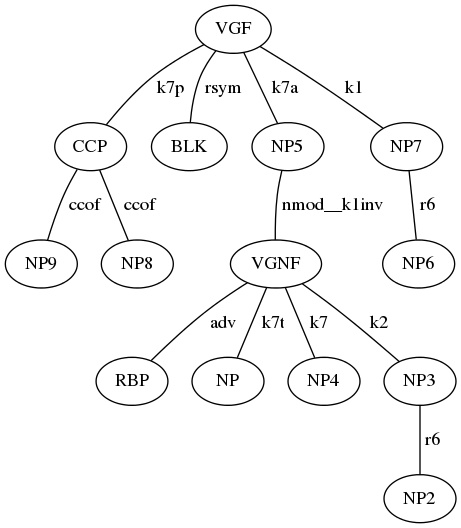 VGF
k7p rsym k7a k1
CCP BLK NP5 NP7
ccof ccof nmod__k1inv r6
NP9 NP8 VGNF NP6
adv k7t k7 k2
RBP NP NP4 NP3
r6
NP2